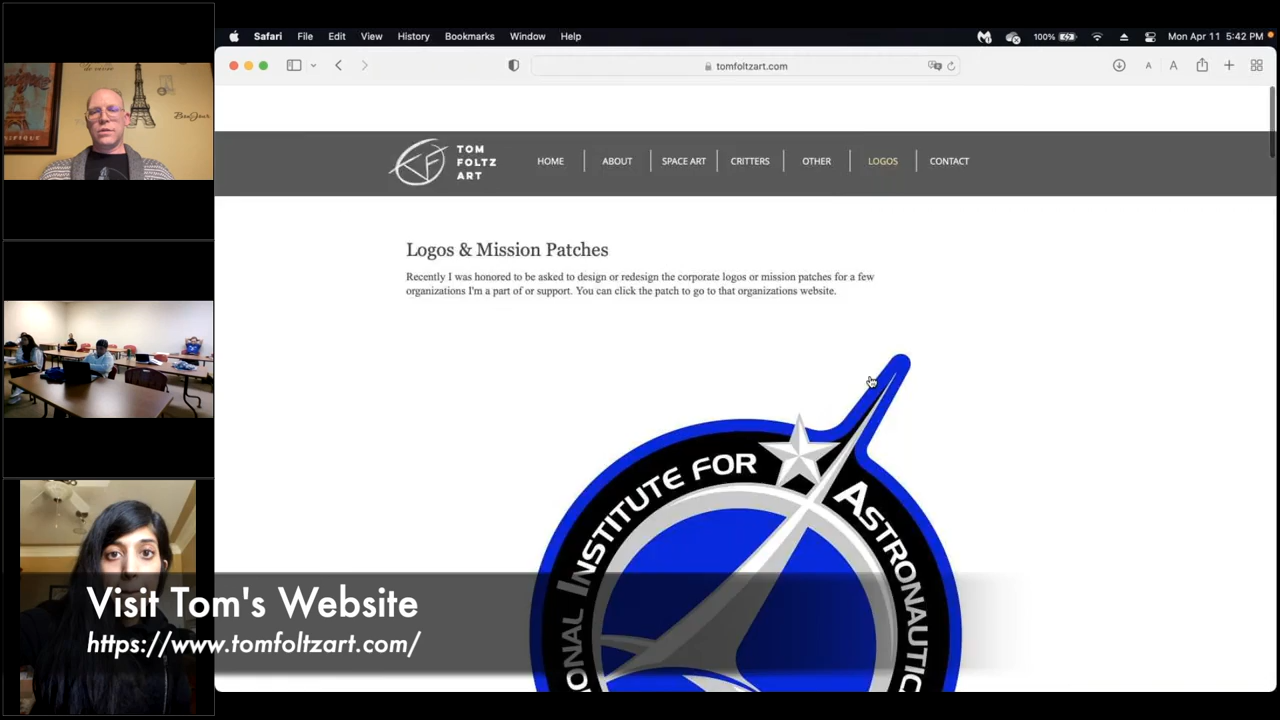 Safari File Edit View History Bookmarks Window Help 100% Mon Apr 11 5:42 PM
tomfoltzart.com A A
TOM
FOLTZ
ART
HOME ABOUT SPACE ART CRITTERS OTHER LOGOS CONTACT
Logos & Mission Patches
Recently I was honored to be asked to design or redesign the corporate logos or mission patches for a few
organizations I'm a part of or support. You can click the patch to go to that organizations website.
ONAL INSTITUTE FOR ASTRONAUTIC
BonJour
Visit Tom's Website
https://www.tomfoltzart.com/